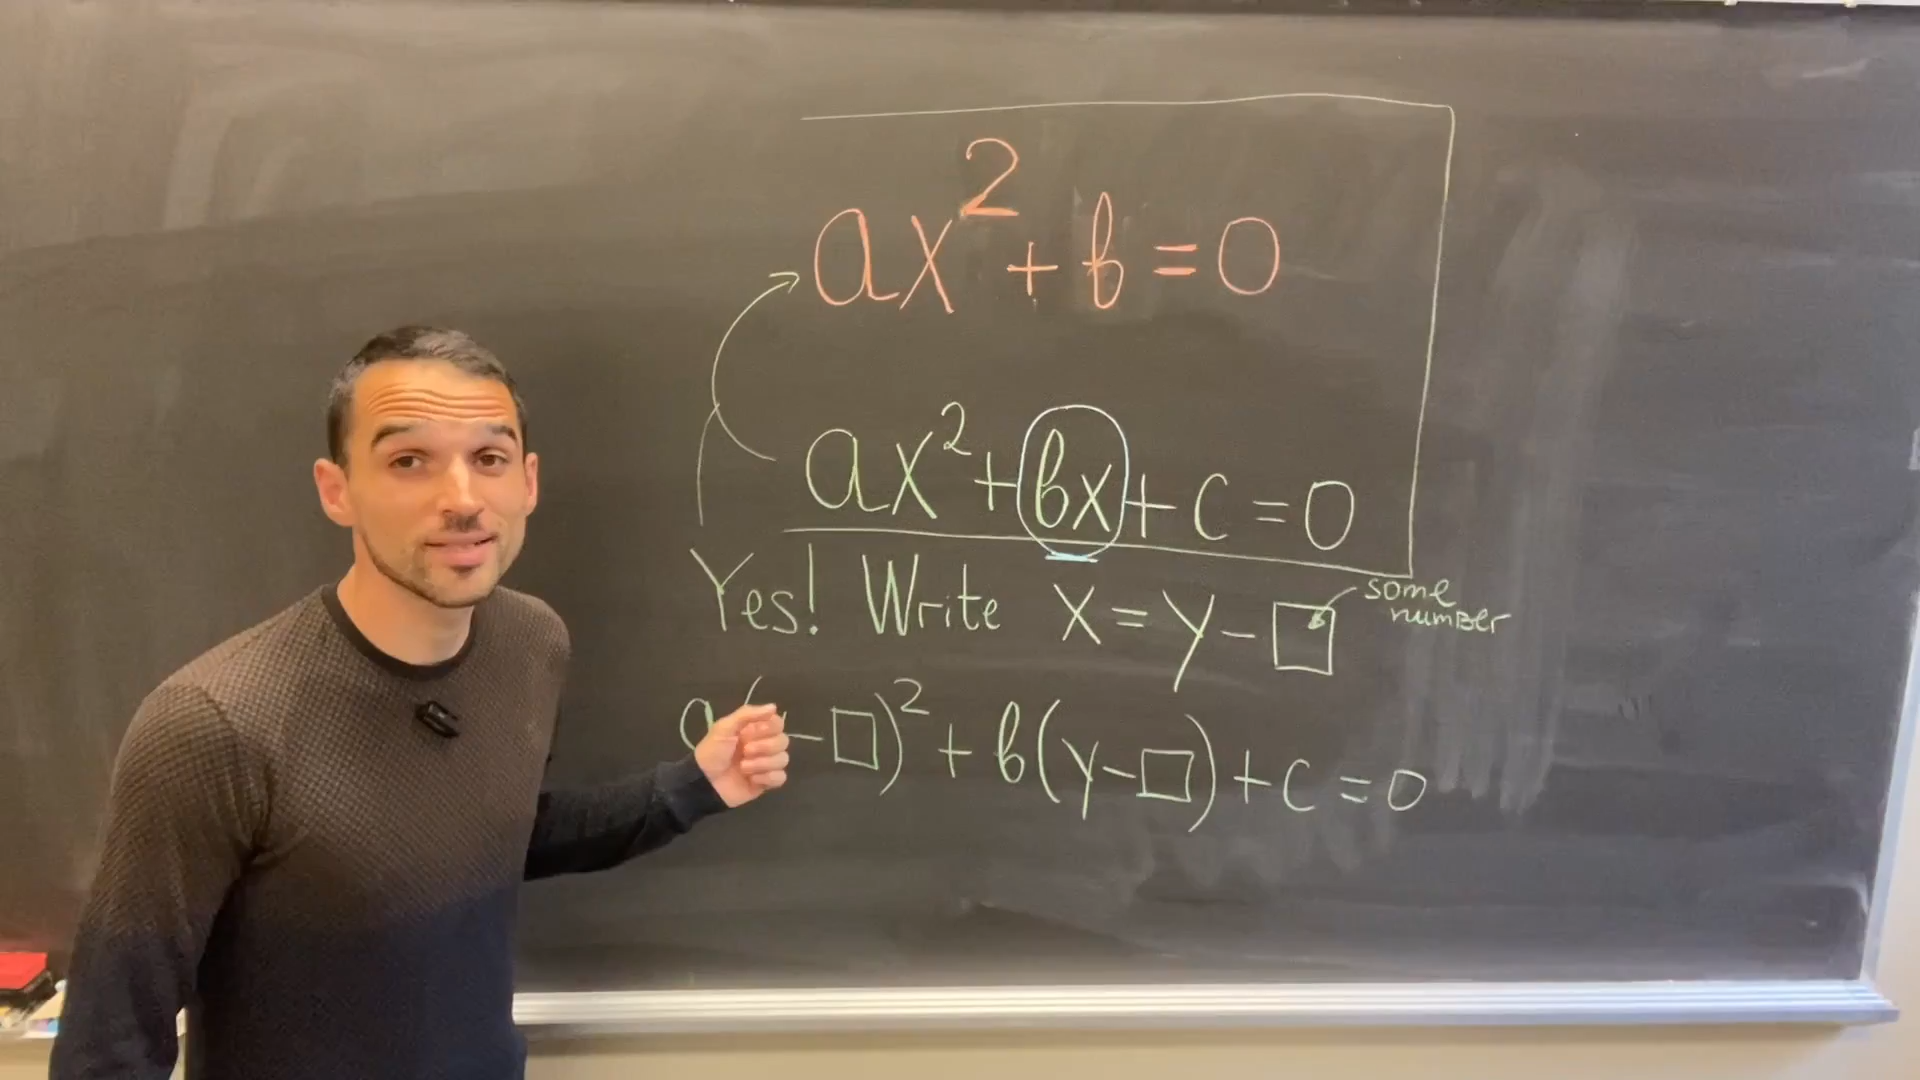 ax² + b = 0
ax² + bx + c = 0
Yes! Write x = y - □
some
number
a( - □)² + b(y - □) + c = 0